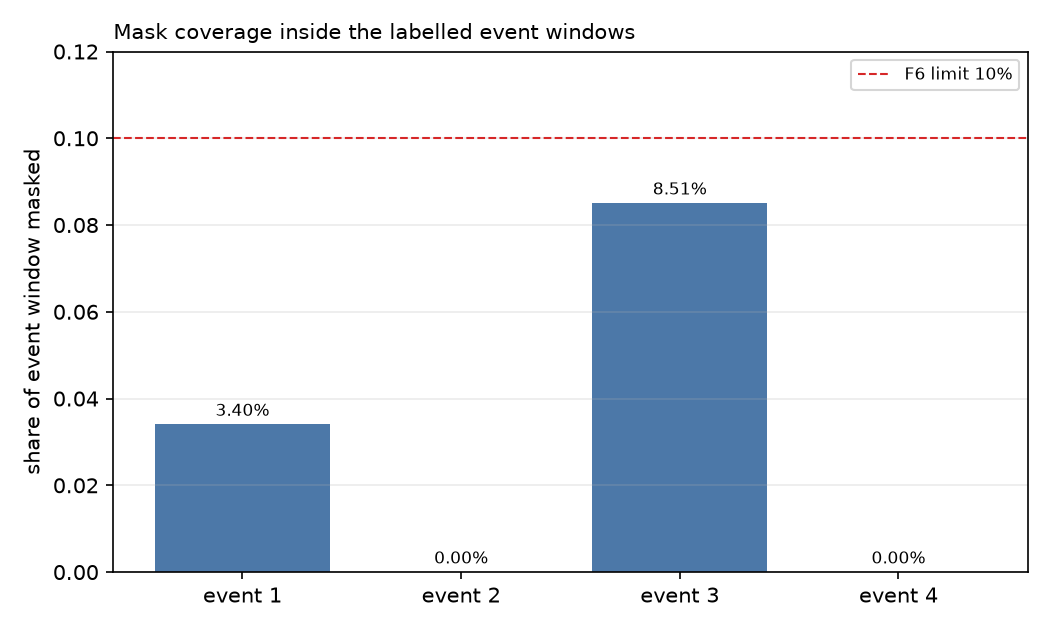 Mask coverage inside the labelled event windows
F6 limit 10%
share of event window masked
0.12
0.10
0.08
0.06
0.04
0.02
0.00
3.40%
0.00%
8.51%
0.00%
event 1
event 2
event 3
event 4